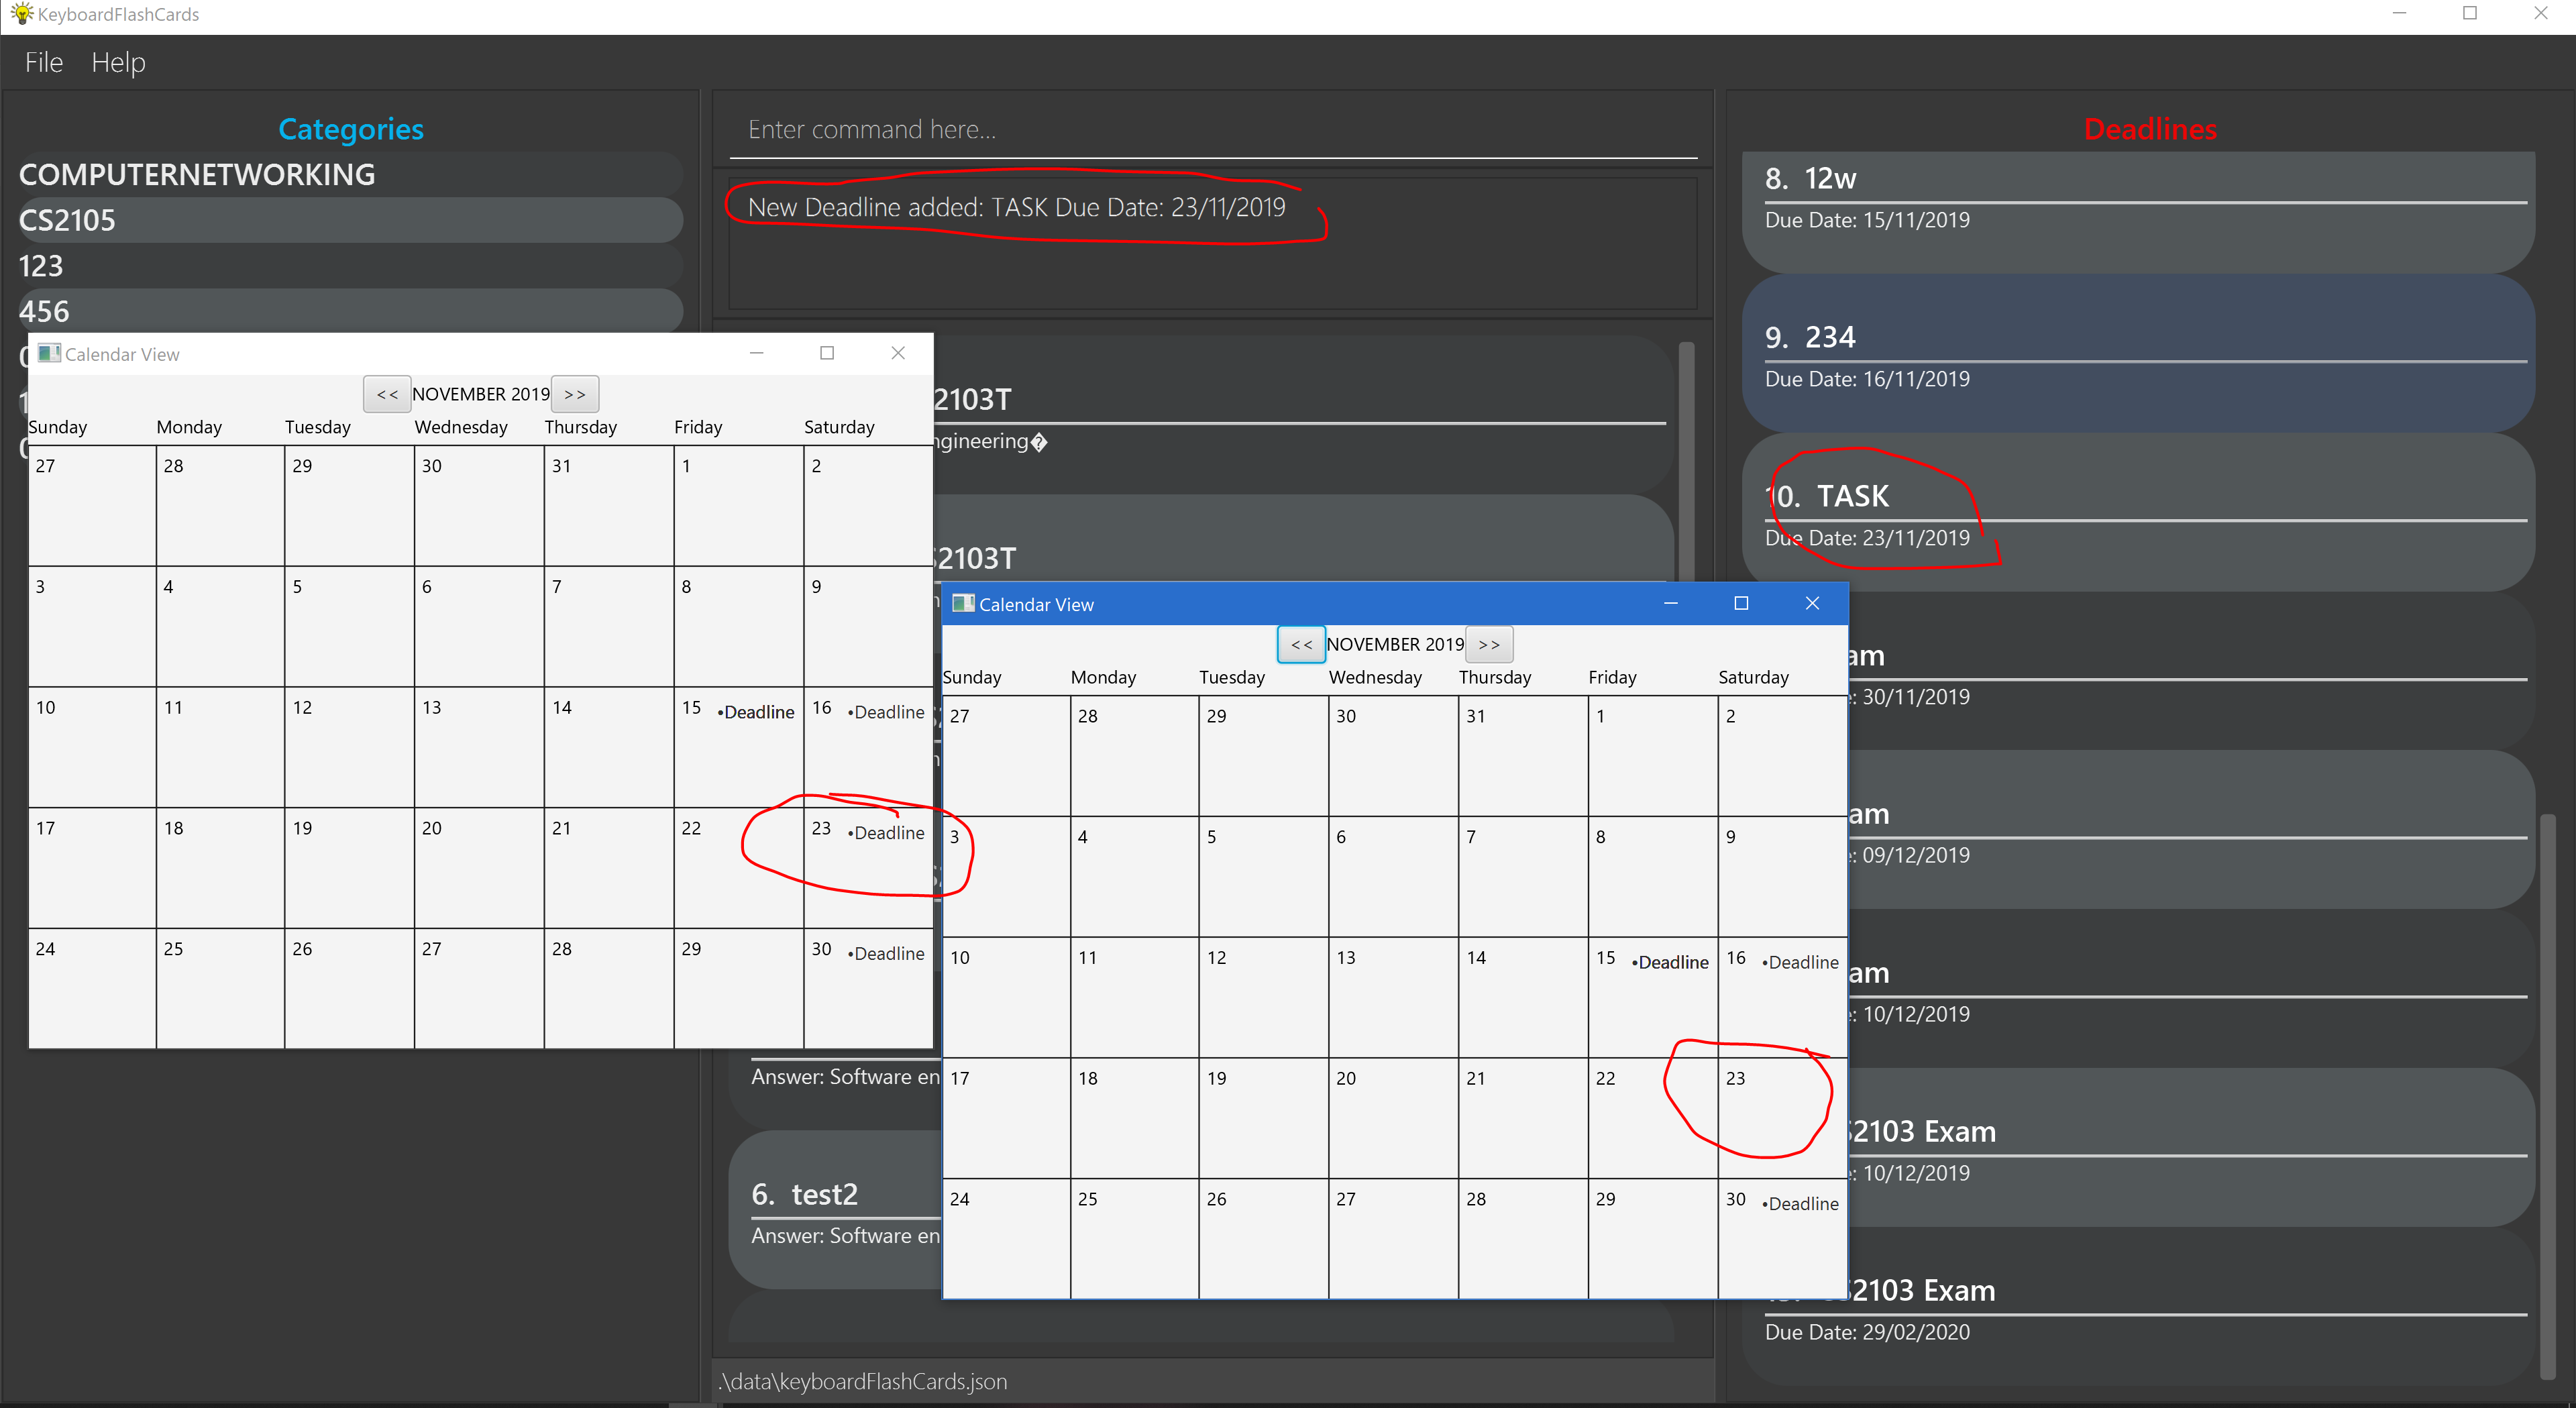 KeyboardFlashCards
File Help
Categories
COMPUTERNETWORKING
CS2105
123
456
Enter command here...
New Deadline added: TASK Due Date: 23/11/2019
2103T
ngineering�
2103T
Answer: Software en
6. test2
Answer: Software en
.\data\keyboardFlashCards.json
Calendar View
<< NOVEMBER 2019 >>
Sunday Monday Tuesday Wednesday Thursday Friday Saturday
27 28 29 30 31 1 2
3 4 5 6 7 8 9
10 11 12 13 14 15 •Deadline 16 •Deadline
17 18 19 20 21 22 23 •Deadline
24 25 26 27 28 29 30 •Deadline
Calendar View
<< NOVEMBER 2019 >>
Sunday Monday Tuesday Wednesday Thursday Friday Saturday
27 28 29 30 31 1 2
3 4 5 6 7 8 9
10 11 12 13 14 15 •Deadline 16 •Deadline
17 18 19 20 21 22 23
24 25 26 27 28 29 30 •Deadline
Deadlines
8. 12w
Due Date: 15/11/2019
9. 234
Due Date: 16/11/2019
10. TASK
Due Date: 23/11/2019
am
: 30/11/2019
am
: 09/12/2019
am
: 10/12/2019
2103 Exam
: 10/12/2019
2103 Exam
Due Date: 29/02/2020